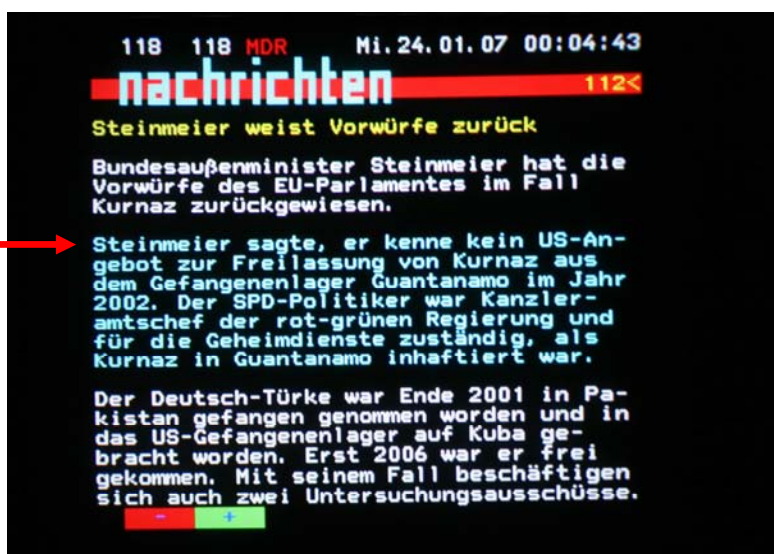 118 118 MDR Mi.24.01.07 00:04:43
nachrichten
112<
Steinmeier weist Vorwürfe zurück
Bundesaußenminister Steinmeier hat die
Vorwürfe des EU-Parlamentes im Fall
Kurnaz zurückgewiesen.
Steinmeier sagte, er kenne kein US-An-
gebot zur Freilassung von Kurnaz aus
dem Gefangenenlager Guantanamo im Jahr
2002. Der SPD-Politiker war Kanzler-
amtschef der rot-grünen Regierung und
für die Geheimdienste zuständig, als
Kurnaz in Guantanamo inhaftiert war.
Der Deutsch-Türke war Ende 2001 in Pa-
kistan gefangen genommen worden und in
das US-Gefangenenlager auf Kuba ge-
bracht worden. Erst 2006 war er frei
gekommen. Mit seinem Fall beschäftigen
sich auch zwei Untersuchungsausschüsse.
- +